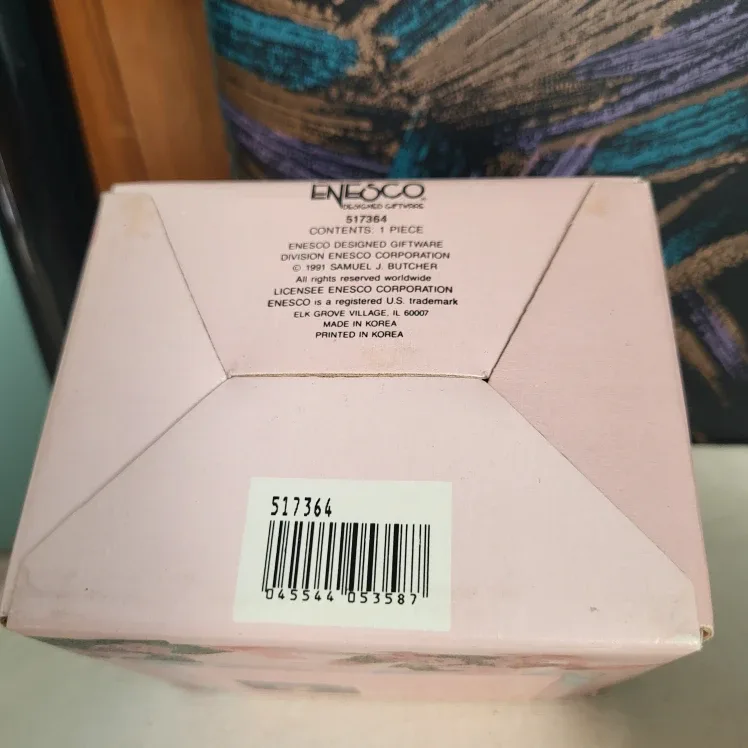 ENESCO
DESIGNED GIFTWARE
517364
CONTENTS: 1 PIECE
ENESCO DESIGNED GIFTWARE
DIVISION ENESCO CORPORATION
© 1991 SAMUEL J. BUTCHER
All rights reserved worldwide
LICENSEE ENESCO CORPORATION
ENESCO is a registered U.S. trademark
ELK GROVE VILLAGE, IL 60007
MADE IN KOREA
PRINTED IN KOREA
517364
045544 053587